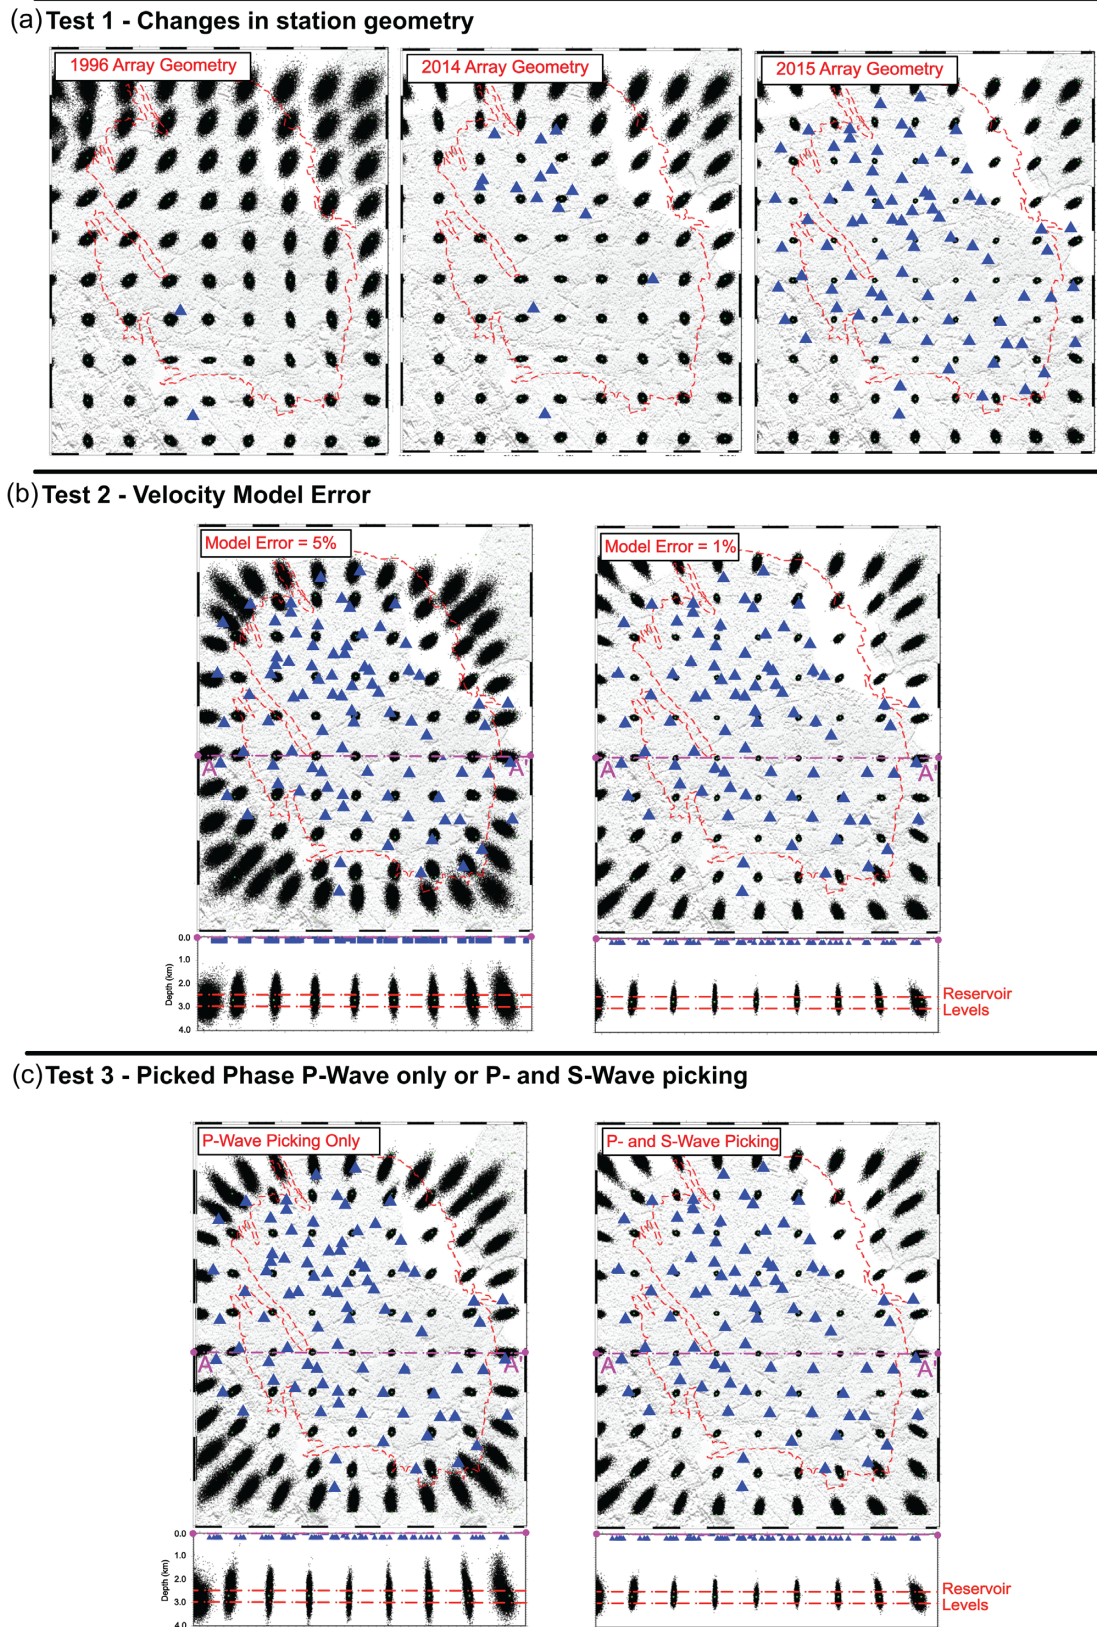 (a) Test 1 - Changes in station geometry
1996 Array Geometry
2014 Array Geometry
2015 Array Geometry
(b) Test 2 - Velocity Model Error
Model Error = 5%
Model Error = 1%
A A'
A A'
0.0
1.0
2.0
3.0
4.0
Depth (km)
Reservoir
Levels
(c) Test 3 - Picked Phase P-Wave only or P- and S-Wave picking
P-Wave Picking Only
P- and S-Wave Picking
A A'
A A'
0.0
1.0
2.0
3.0
4.0
Depth (km)
Reservoir
Levels